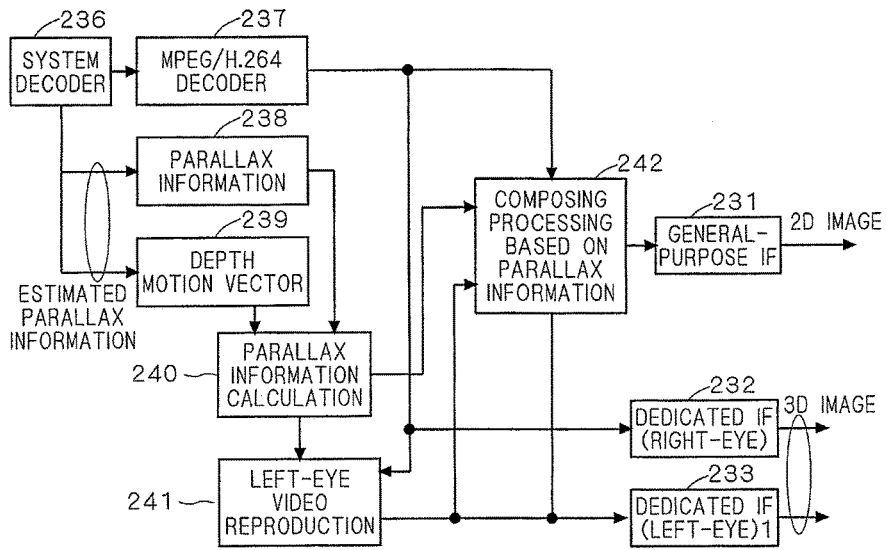 236
SYSTEM
DECODER
237
MPEG/H.264
DECODER
238
PARALLAX
INFORMATION
239
DEPTH
MOTION VECTOR
ESTIMATED
PARALLAX
INFORMATION
240
PARALLAX
INFORMATION
CALCULATION
241
LEFT-EYE
VIDEO
REPRODUCTION
242
COMPOSING
PROCESSING
BASED ON
PARALLAX
INFORMATION
231
GENERAL-
PURPOSE IF
2D IMAGE
232
DEDICATED IF
(RIGHT-EYE)
3D IMAGE
233
DEDICATED IF
(LEFT-EYE)1